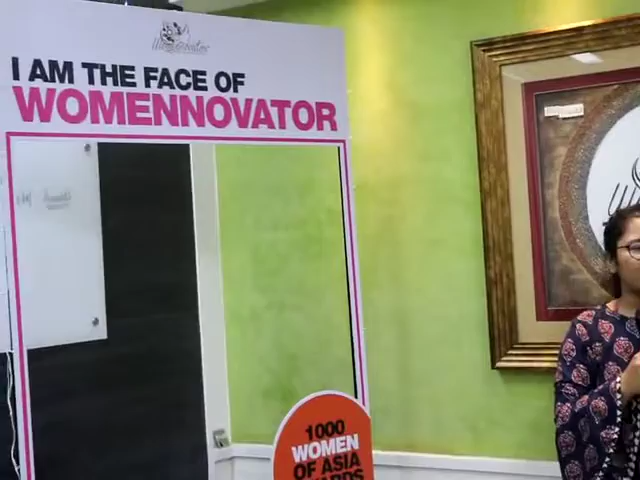 I AM THE FACE OF
WOMENNOVATOR
1000
WOMEN
OF ASIA